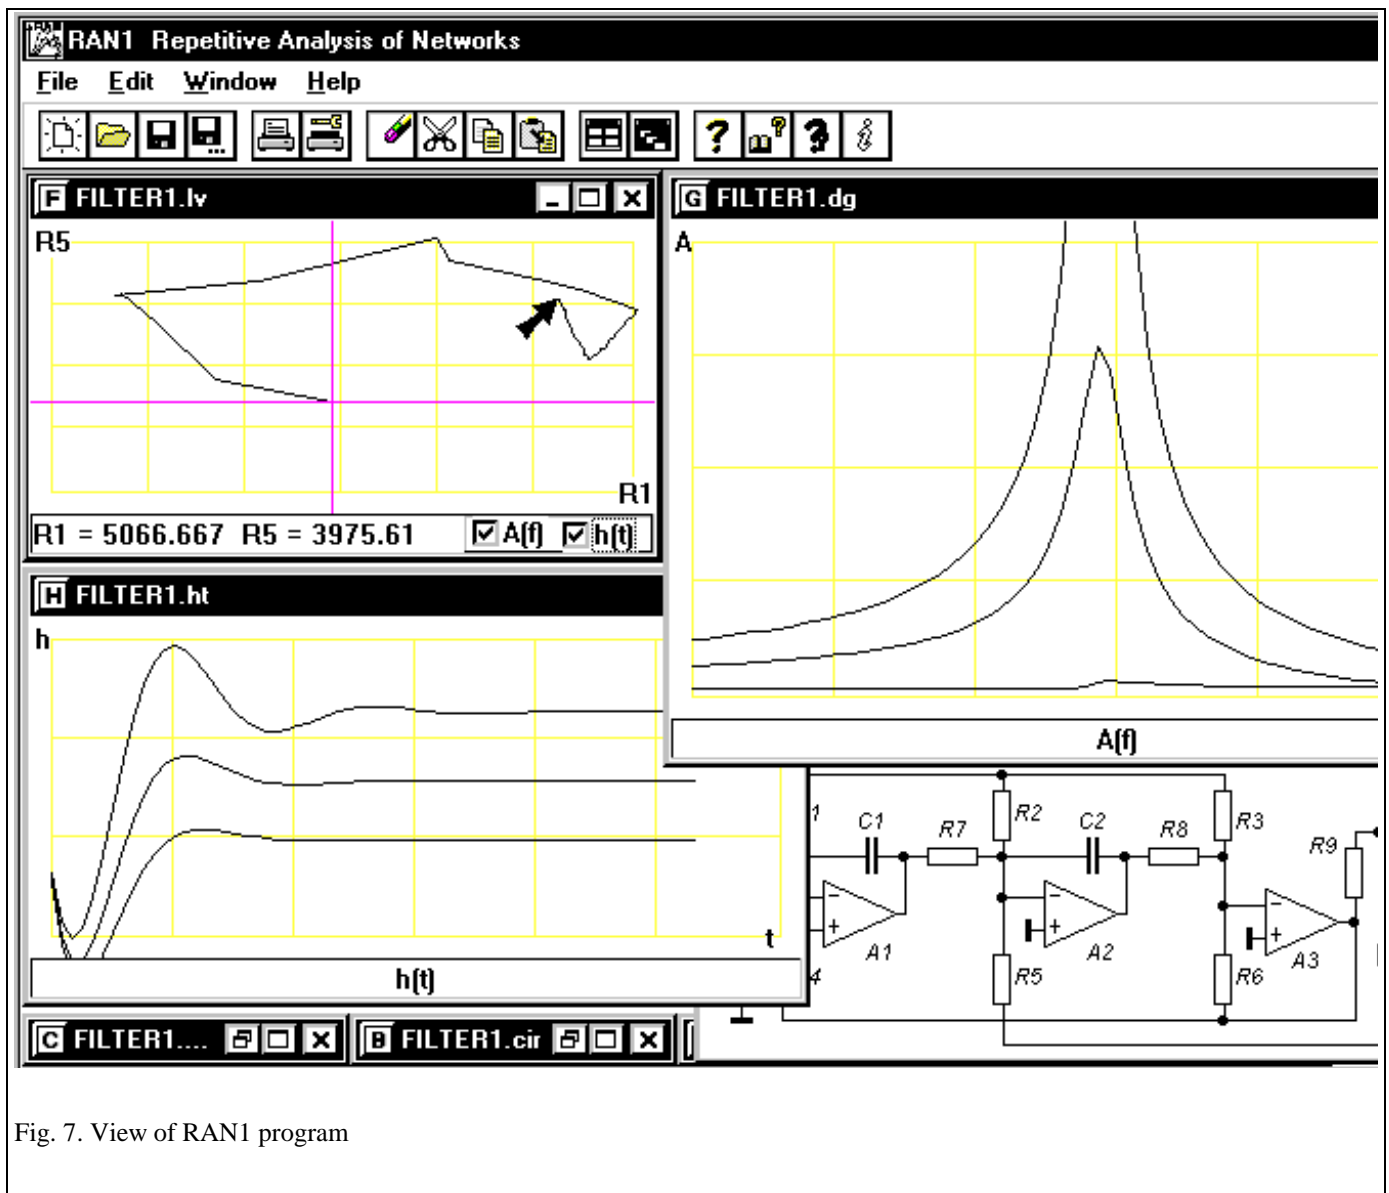 RAN1 Repetitive Analysis of Networks
File Edit Window Help
F FILTER1.lv
R5
R1
R1 = 5066.667 R5 = 3975.61 A(f) h(t)
G FILTER1.dg
A
A(f)
H FILTER1.ht
h
t
h(t)
1 C1 R7 R2 C2 R8 R3 R9
A1 A2 A3
4 R5 R6
C FILTER1....
B FILTER1.cir
Fig. 7. View of RAN1 program